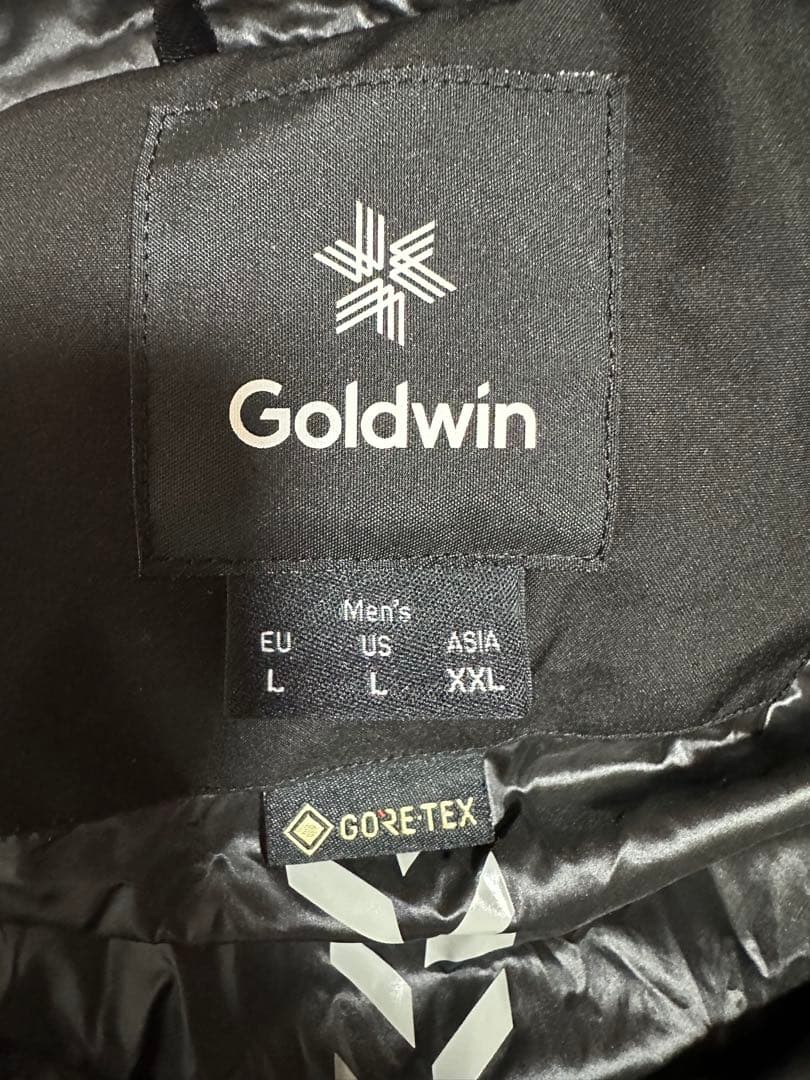 Goldwin
Men's
EU US ASIA
L L XXL
GORE-TEX